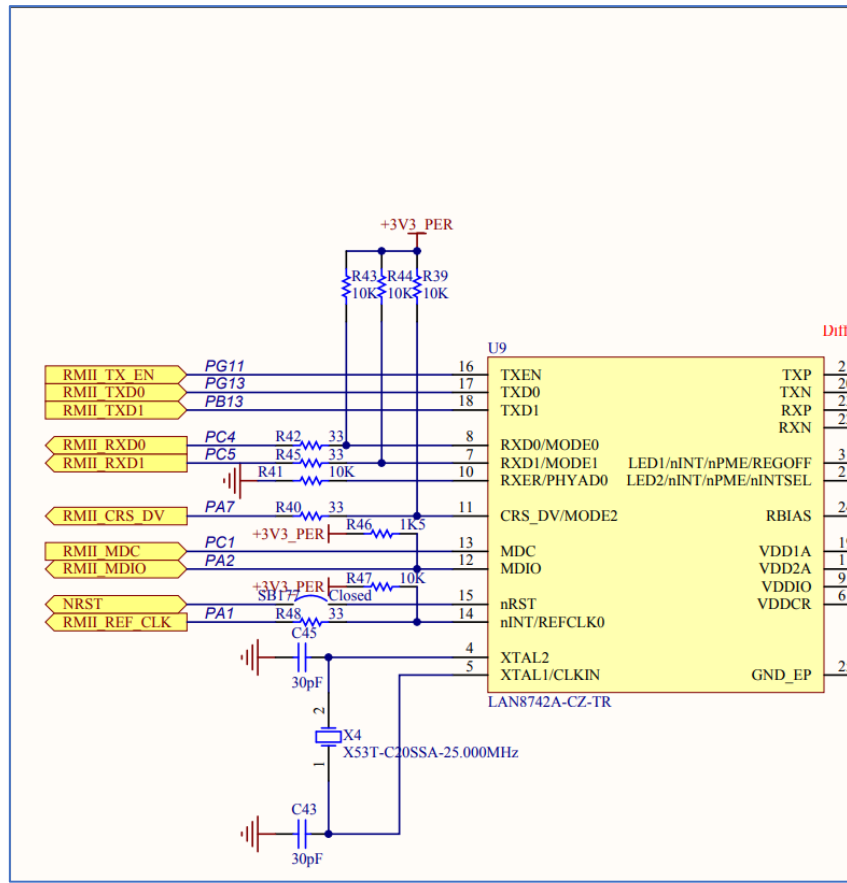 +3V3_PER
R43 R44 R39
10K 10K 10K
U9
RMII_TX_EN PG11 16 TXEN TXP
RMII_TXD0 PG13 17 TXD0 TXN
RMII_TXD1 PB13 18 TXD1 RXP
RXN
RMII_RXD0 PC4 R42 33 8 RXD0/MODE0
RMII_RXD1 PC5 R45 33 7 RXD1/MODE1 LED1/nINT/nPME/REGOFF
R41 10K 10 RXER/PHYAD0 LED2/nINT/nPME/nINTSEL
RMII_CRS_DV PA7 R40 33 11 CRS_DV/MODE2 RBIAS
+3V3_PER R46 1K5
RMII_MDC PC1 13 MDC VDD1A
RMII_MDIO PA2 12 MDIO VDD2A
+3V3_PER R47 10K VDDIO 9
NRST SB177 Closed 15 nRST VDDCR 6
RMII_REF_CLK PA1 R48 33 14 nINT/REFCLK0
C45
30pF
4 XTAL2
5 XTAL1/CLKIN GND_EP
LAN8742A-CZ-TR
2
X4
X53T-C20SSA-25.000MHz
1
C43
30pF